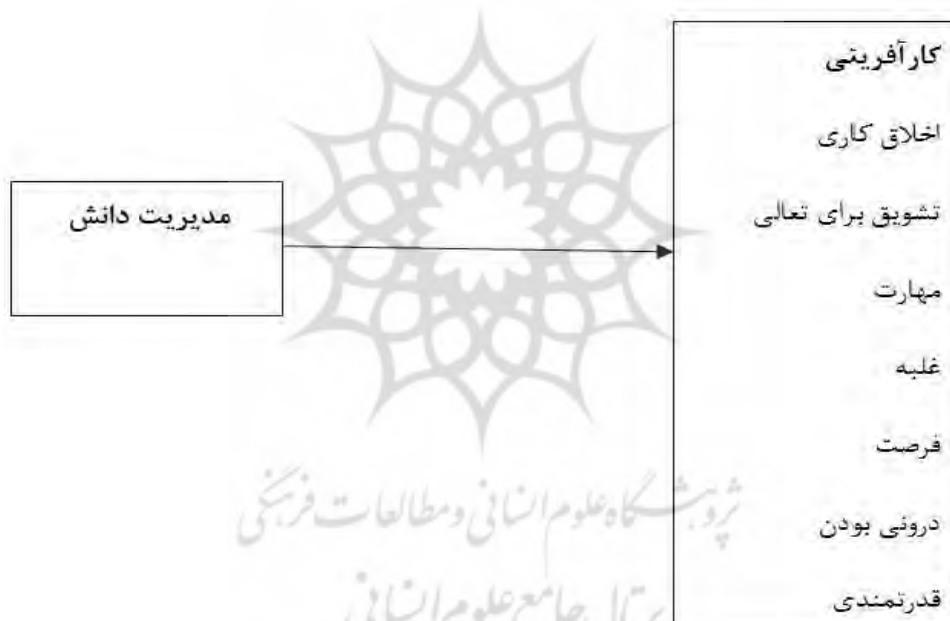 کارآفرینی
اخلاق کاری
تشویق برای تعالی
مهارت
غلبه
فرصت
درونی بودن
قدرتمندی
مدیریت دانش
پژوهشگاه علوم انسانی و مطالعات فرهنگی
پرتال جامع علوم انسانی